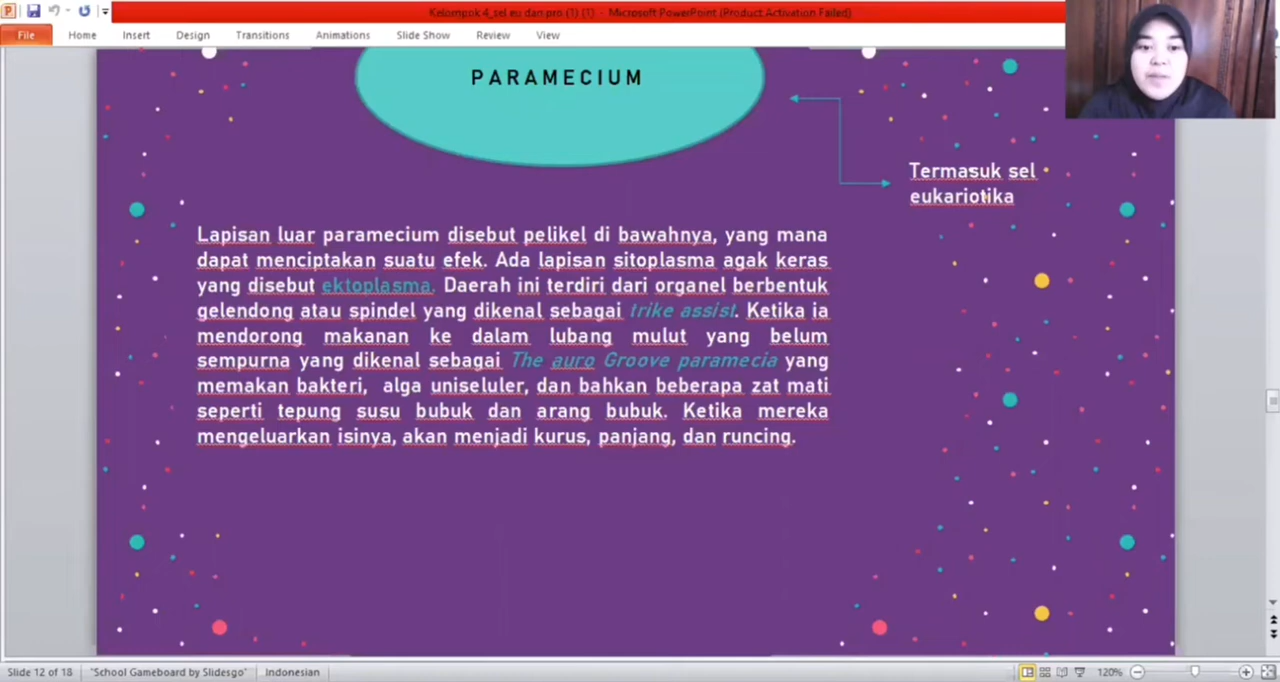 Kelompok 4_sel eu dan pro (1) (1) - Microsoft PowerPoint (Product Activation Failed)
File Home Insert Design Transitions Animations Slide Show Review View
PARAMECIUM
Termasuk sel
eukariotika
Lapisan luar paramecium disebut pelikel di bawahnya, yang mana
dapat menciptakan suatu efek. Ada lapisan sitoplasma agak keras
yang disebut ektoplasma. Daerah ini terdiri dari organel berbentuk
gelendong atau spindel yang dikenal sebagai trike assist. Ketika ia
mendorong makanan ke dalam lubang mulut yang belum
sempurna yang dikenal sebagai The auro Groove paramecia yang
memakan bakteri, alga uniseluler, dan bahkan beberapa zat mati
seperti tepung susu bubuk dan arang bubuk. Ketika mereka
mengeluarkan isinya, akan menjadi kurus, panjang, dan runcing.
Slide 12 of 18 "School Gameboard by Slidesgo" Indonesian 120%